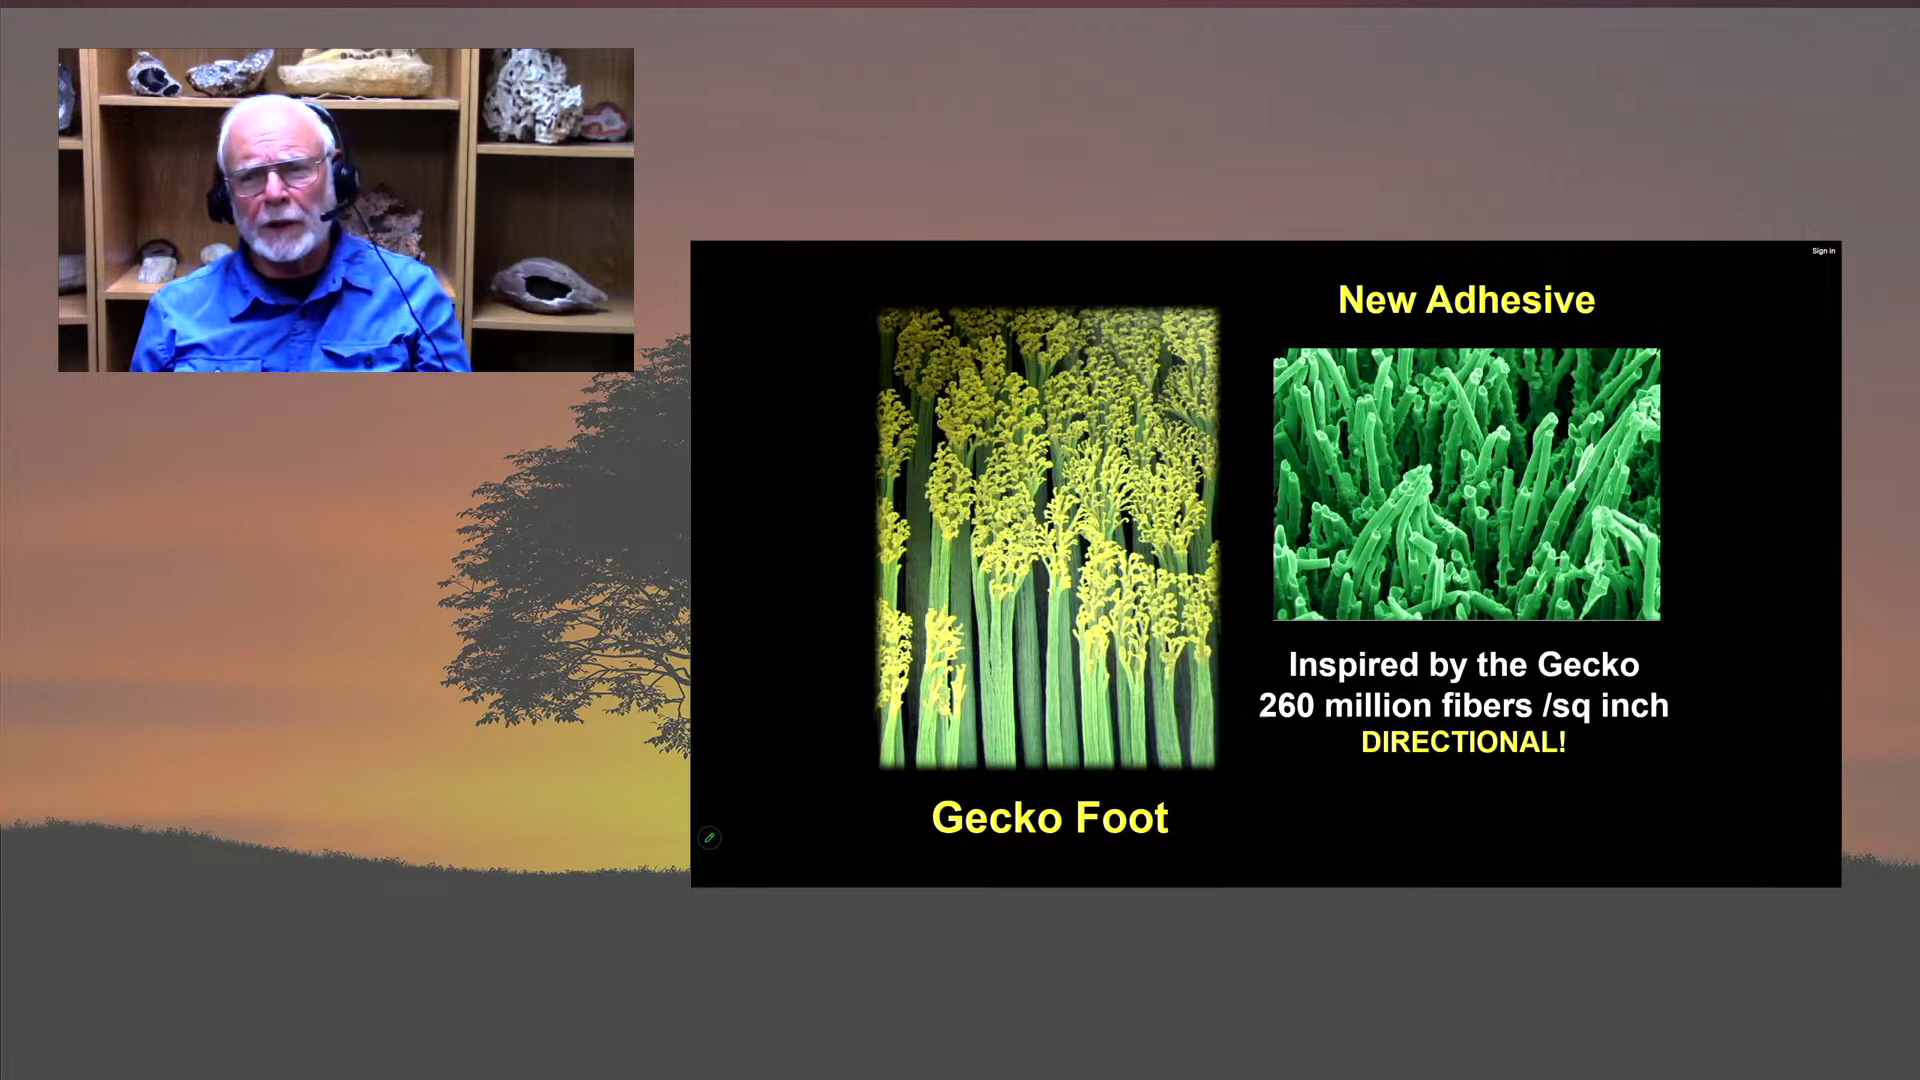 Sign in
New Adhesive
Inspired by the Gecko
260 million fibers /sq inch
DIRECTIONAL!
Gecko Foot